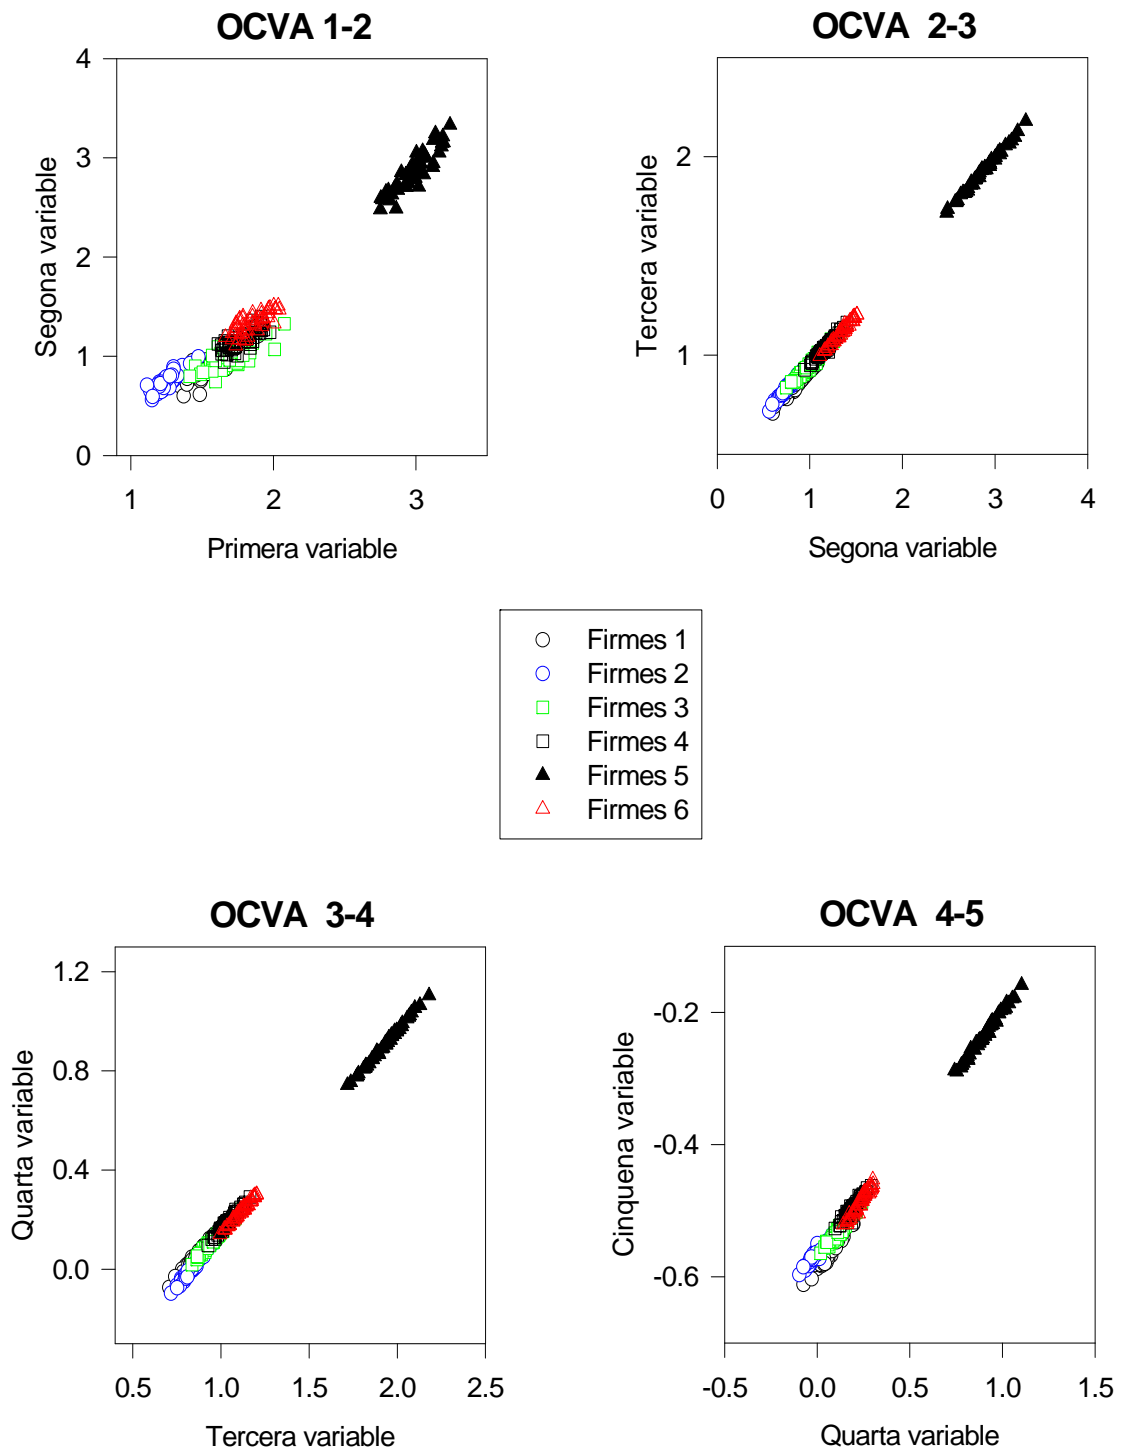 OCVA 1-2
4
3
2
1
0
Segona variable
1 2 3
Primera variable
OCVA 2-3
2
1
Tercera variable
0 1 2 3 4
Segona variable
Firmes 1
Firmes 2
Firmes 3
Firmes 4
Firmes 5
Firmes 6
OCVA 3-4
1.2
0.8
0.4
0.0
Quarta variable
0.5 1.0 1.5 2.0 2.5
Tercera variable
OCVA 4-5
-0.2
-0.4
-0.6
Cinquena variable
-0.5 0.0 0.5 1.0 1.5
Quarta variable